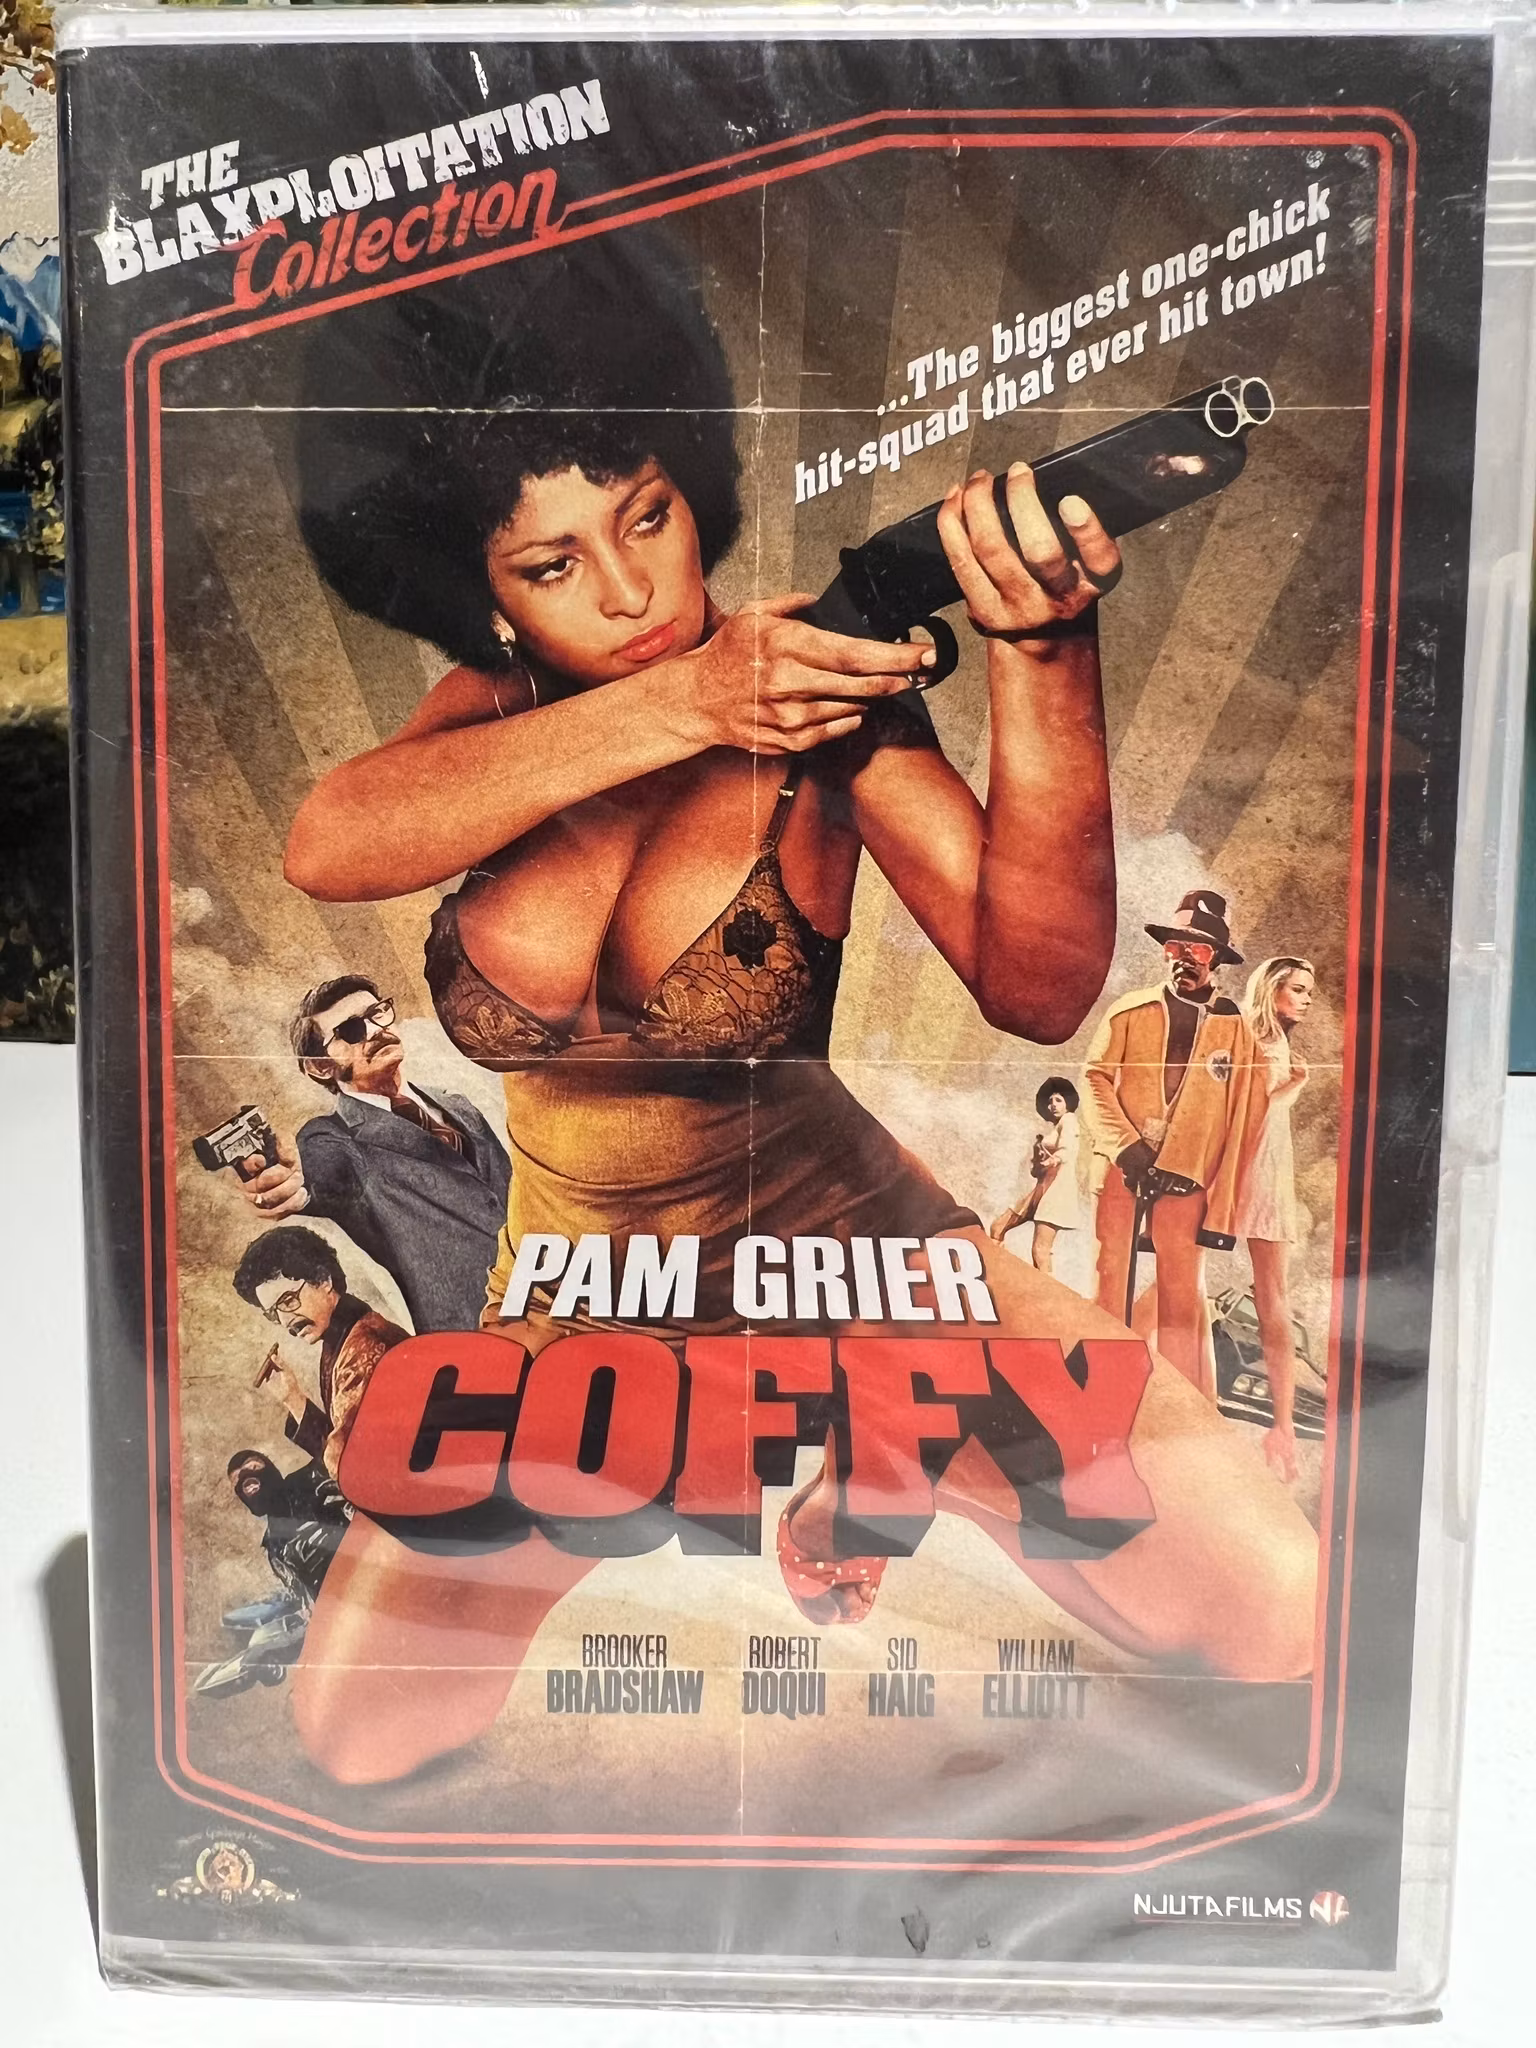 THE
BLAXPLOITATION
Collection
...The biggest one-chick
hit-squad that ever hit town!
PAM GRIER
COFFY
BROOKER
BRADSHAW
ROBERT
DOQUI
SID
HAIG
WILLIAM
ELLIOTT
NJUTAFILMS